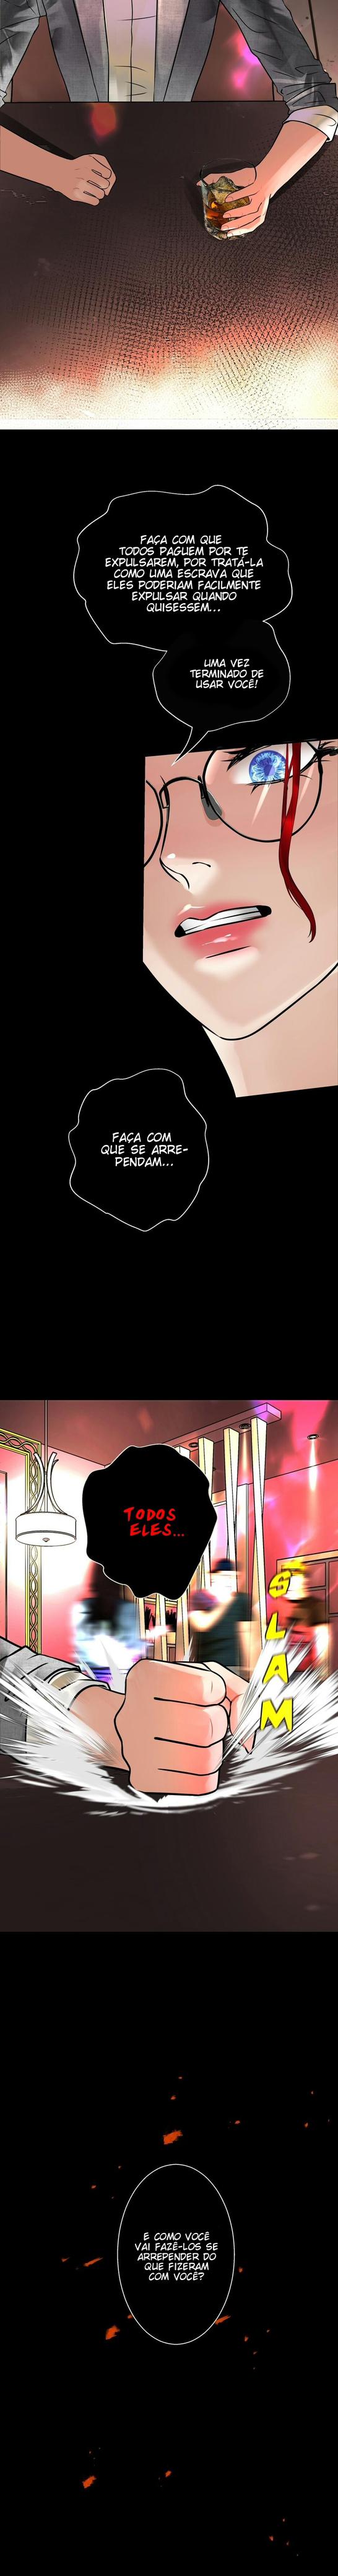 FAÇA COM QUE
TODOS PAGUEM POR TE
EXPULSAREM, POR TRATÁ-LA
COMO UMA ESCRAVA QUE
ELES PODERIAM FACILMENTE
EXPULSAR QUANDO
QUISESSEM...
UMA VEZ
TERMINADO DE
USAR VOCÊ!
FAÇA COM
QUE SE ARRE-
PENDAM...
TODOS
ELES...
SLAM
E COMO VOCÊ
VAI FAZÊ-LOS SE
ARREPENDER DO
QUE FIZERAM
COM VOCÊ?